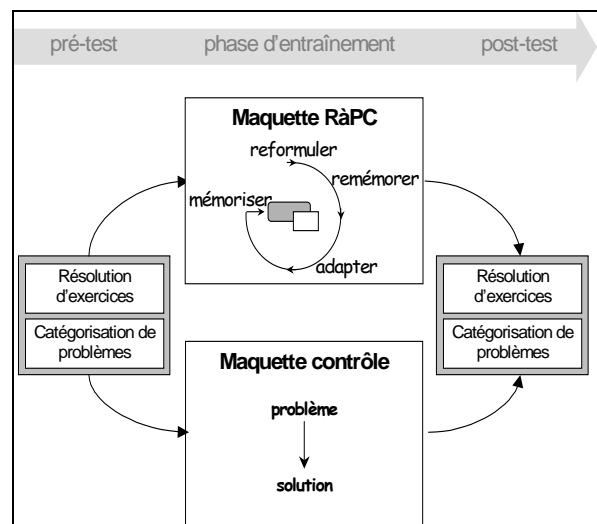 pré-test phase d'entraînement post-test
Maquette RàPC
reformuler
remémorer
mémoriser
adapter
Résolution
d'exercices
Catégorisation de
problèmes
Résolution
d'exercices
Catégorisation de
problèmes
Maquette contrôle
problème
solution